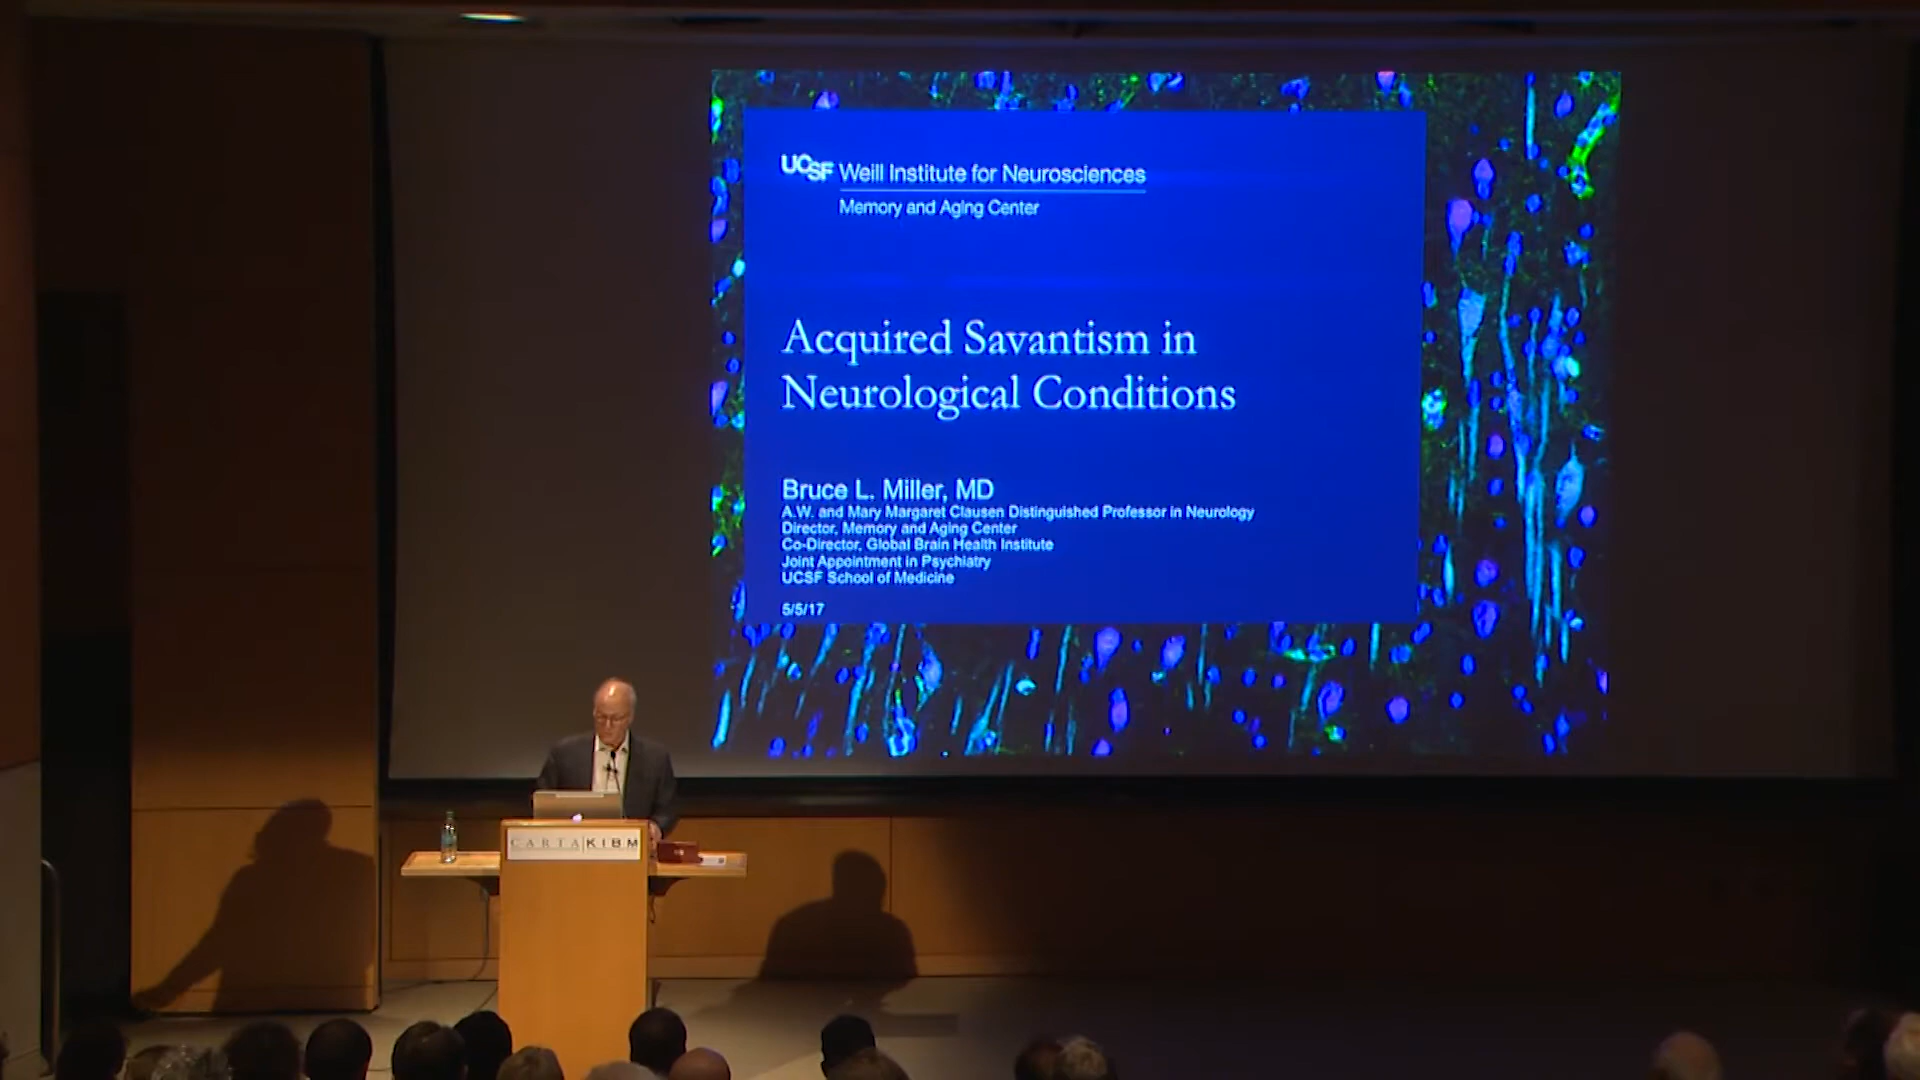 UCSF Weill Institute for Neurosciences
Memory and Aging Center
Acquired Savantism in
Neurological Conditions
Bruce L. Miller, MD
A.W. and Mary Margaret Clausen Distinguished Professor in Neurology
Director, Memory and Aging Center
Co-Director, Global Brain Health Institute
Joint Appointment in Psychiatry
UCSF School of Medicine
5/5/17
CARTA|KIBM